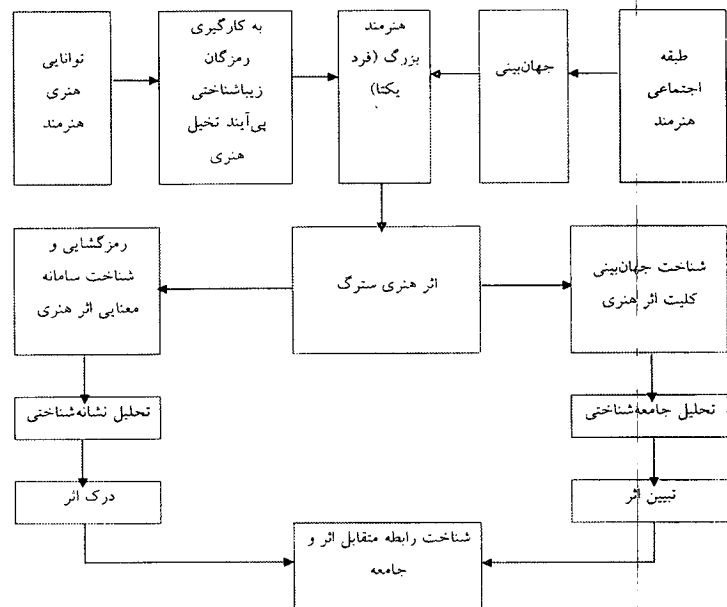 طبقه
اجتماعی
هنرمند
جهان‌بینی
هنرمند
بزرگ (فرد
یکتا)
به کارگیری
رمزگان
زیباشناختی
پی‌آیند تخیل
هنری
توانایی
هنری
هنرمند
شناخت جهان‌بینی
کلیت اثر هنری
اثر هنری سترگ
رمزگشایی و
شناخت سامانه
معنایی اثر هنری
تحلیل جامعه‌شناختی
تحلیل نشانه‌شناختی
تبیین اثر
درک اثر
شناخت رابطه متقابل اثر و
جامعه